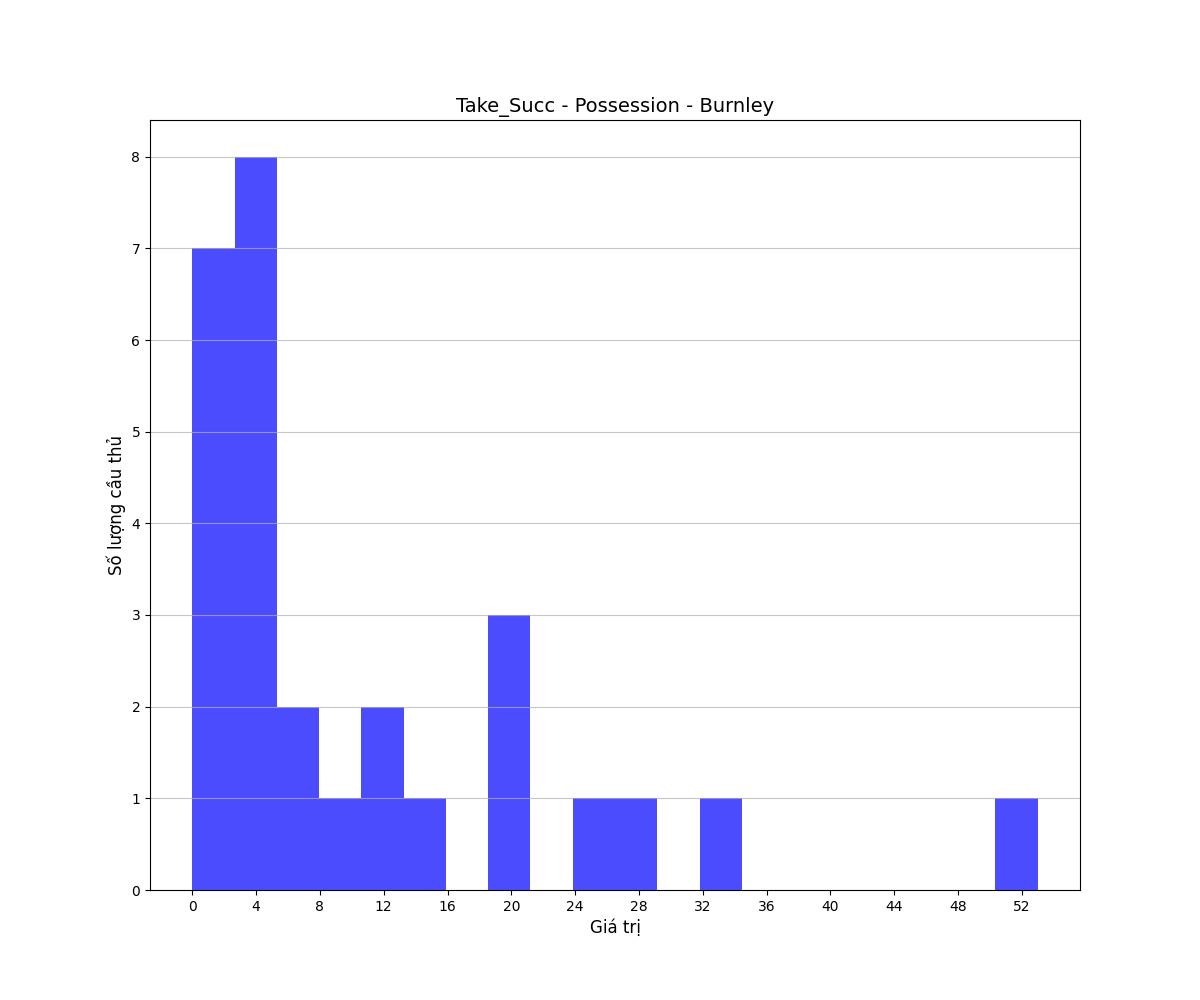 Take_Succ - Possession - Burnley
8
7
6
5
4
3
2
1
0
Số lượng cầu thủ
0 4 8 12 16 20 24 28 32 36 40 44 48 52
Giá trị